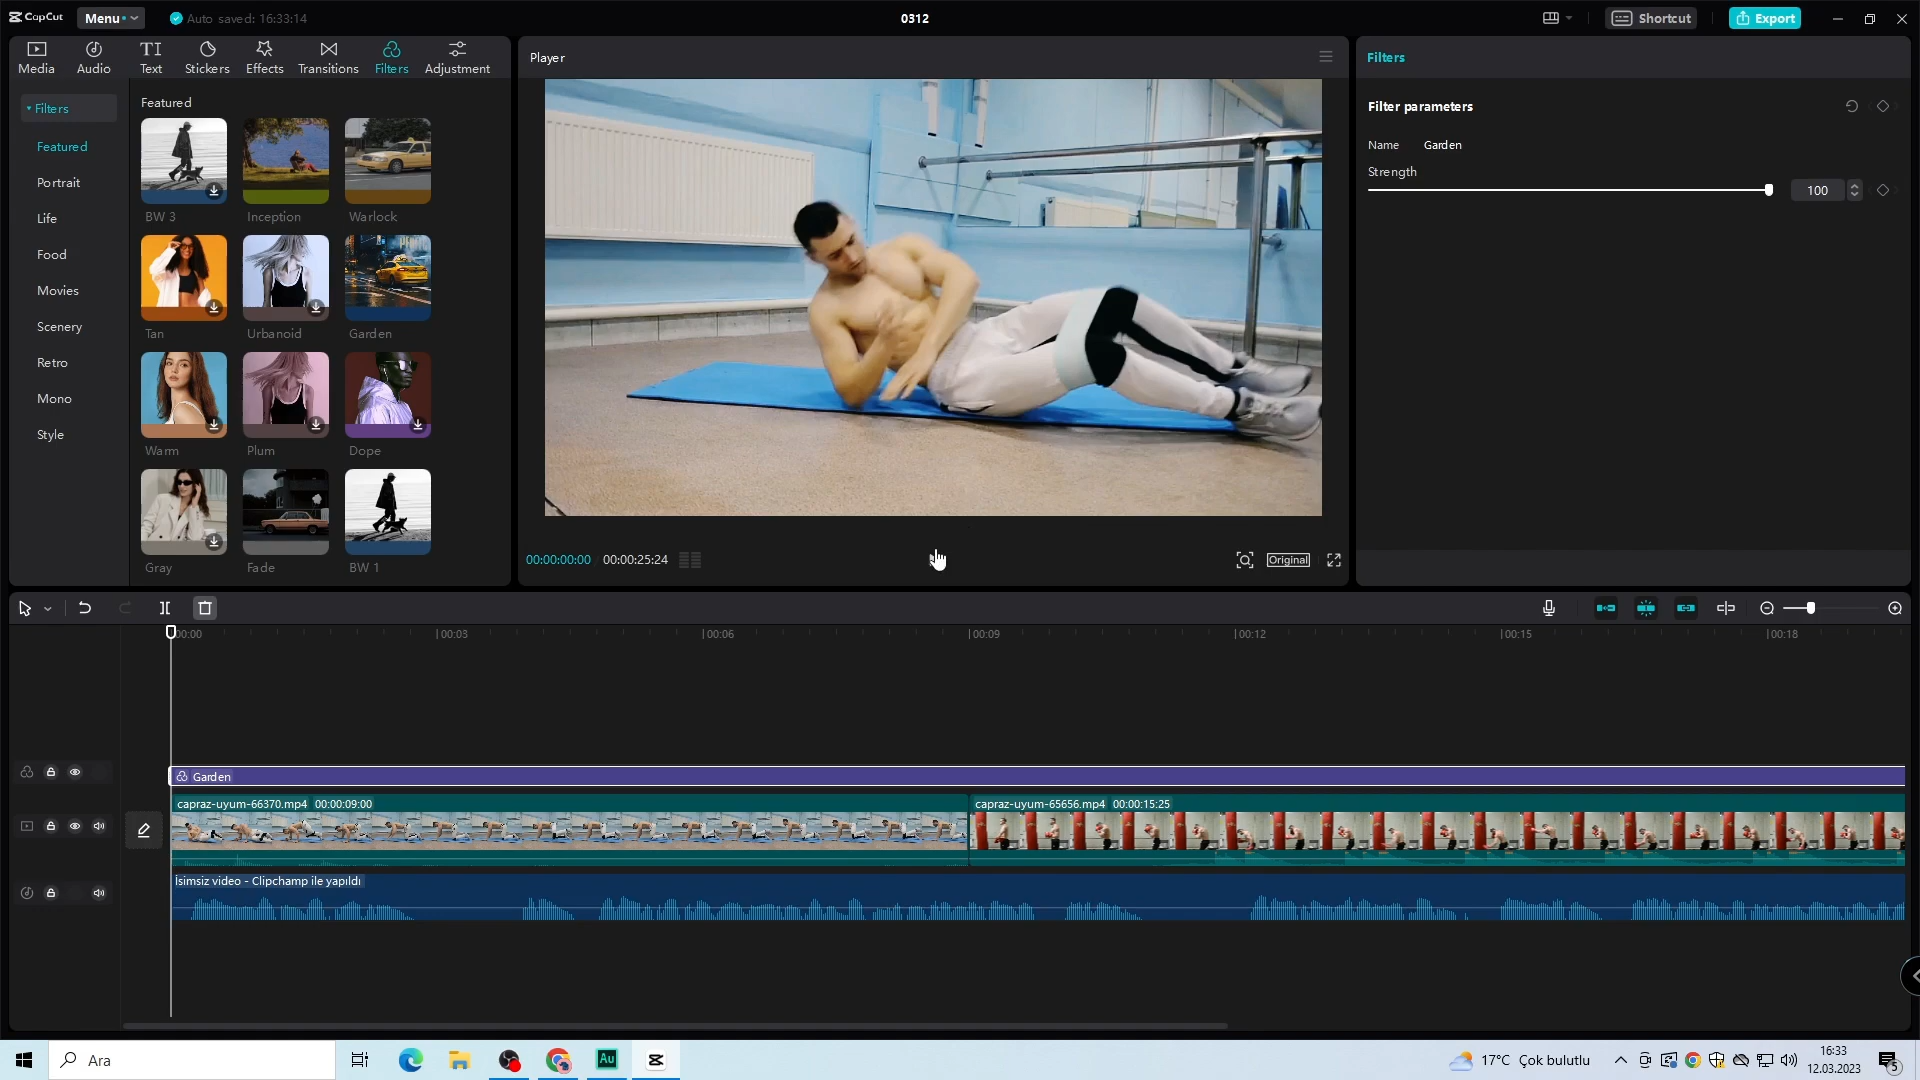 CapCut
Menu
Auto saved: 16:33:14
0312
Shortcut
Export
Media
Audio
Text
Stickers
Effects
Transitions
Filters
Adjustment
Filters
Featured
Portrait
Life
Food
Movies
Scenery
Retro
Mono
Style
Featured
BW 3
Inception
Warlock
Tan
Urbanoid
Garden
Warm
Plum
Dope
Gray
Fade
BW 1
Player
00:00:00:00
00:00:25:24
Original
Filters
Filter parameters
Name Garden
Strength
100
00:00
00:03
00:06
00:09
00:12
00:15
00:18
Garden
capraz-uyum-66370.mp4 00:00:09:00
capraz-uyum-65656.mp4 00:00:15:25
İsimsiz video - Clipchamp ile yapıldı
Ara
Au
17°C Çok bulutlu
16:33
12.03.2023
5